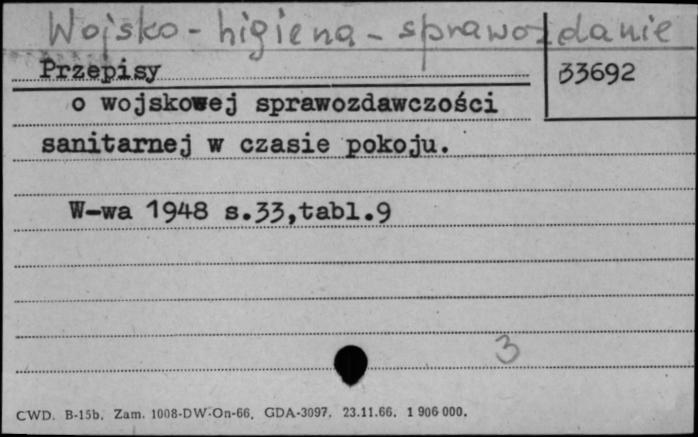 Wojsko - higiena - sprawozdanie
Przepisy
33692
o wojskowej sprawozdawczości
sanitarnej w czasie pokoju.
W-wa 1948 s.33,tabl.9
3
CWD. B-15b. Zam. 1008-DW-On-66. GDA-3097. 23.11.66. 1 906 000.